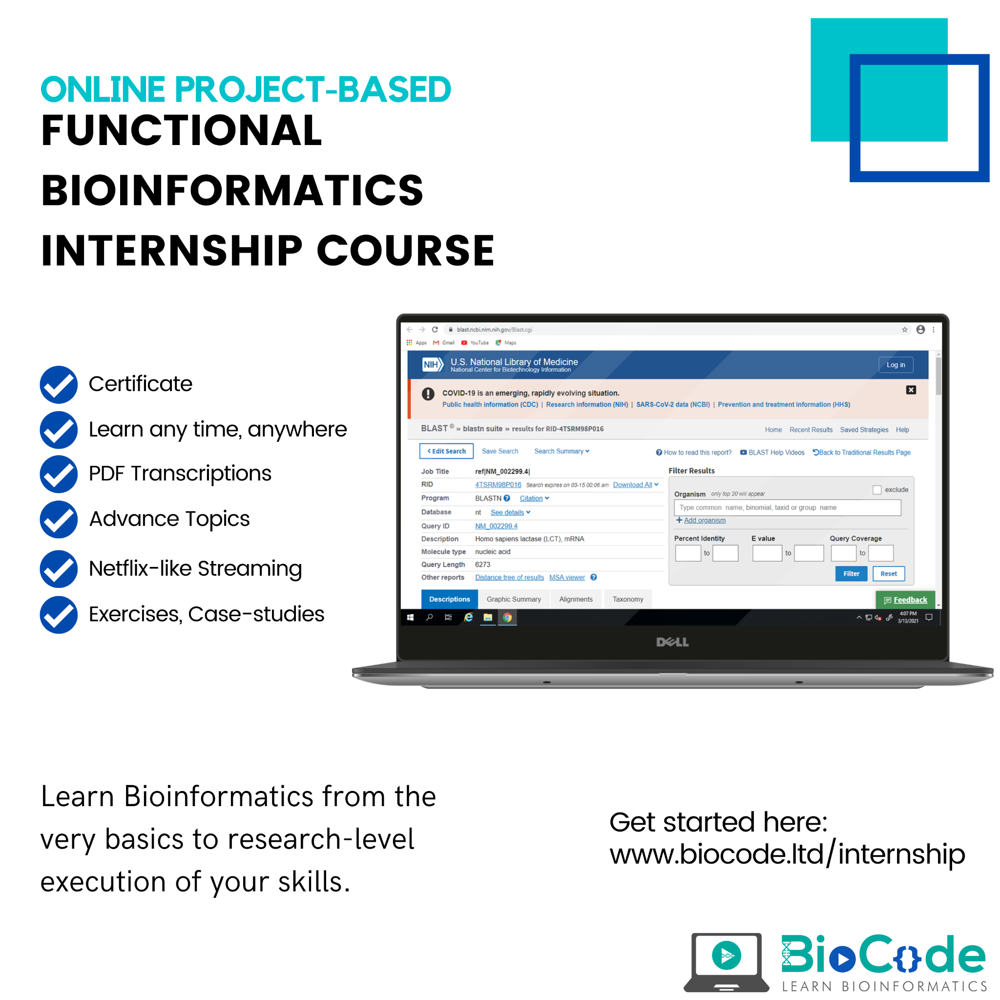 ONLINE PROJECT-BASED
FUNCTIONAL
BIOINFORMATICS
INTERNSHIP COURSE
Certificate
Learn any time, anywhere
PDF Transcriptions
Advance Topics
Netflix-like Streaming
Exercises, Case-studies
blast.ncbi.nlm.nih.gov/Blast.cgi
Apps Gmail YouTube Maps
NIH U.S. National Library of Medicine Log in
National Center for Biotechnology Information
COVID-19 is an emerging, rapidly evolving situation.
Public health information (CDC) | Research information (NIH) | SARS-CoV-2 data (NCBI) | Prevention and treatment information (HHS)
BLAST ® » blastn suite » results for RID-4TSRM98P016 Home Recent Results Saved Strategies Help
< Edit Search Save Search Search Summary How to read this report? BLAST Help Videos Back to Traditional Results Page
Job Title ref|NM_002299.4|
RID 4TSRM98P016 Search expires on 03-15 00:06 am Download All
Program BLASTN Citation
Database nt See details
Query ID NM_002299.4
Description Homo sapiens lactase (LCT), mRNA
Molecule type nucleic acid
Query Length 6273
Other reports Distance tree of results MSA viewer
Filter Results
Organism only top 20 will appear exclude
Type common name, binomial, taxid or group name
+ Add organism
Percent Identity E value Query Coverage
to to to
Filter Reset
Descriptions Graphic Summary Alignments Taxonomy
Feedback
4:07 PM
3/13/2021
DELL
Learn Bioinformatics from the
very basics to research-level
execution of your skills.
Get started here:
www.biocode.ltd/internship
BioCode
LEARN BIOINFORMATICS